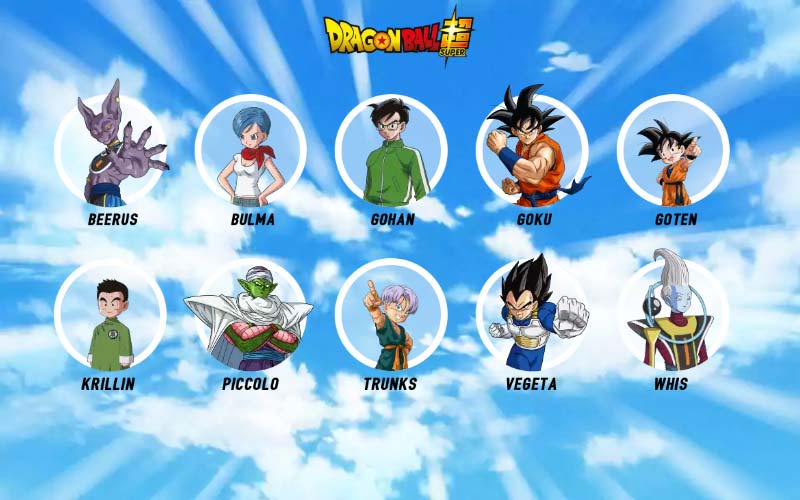 DRAGON BALL 超
SUPER
BEERUS
BULMA
GOHAN
GOKU
GOTEN
KRILLIN
PICCOLO
TRUNKS
VEGETA
WHIS